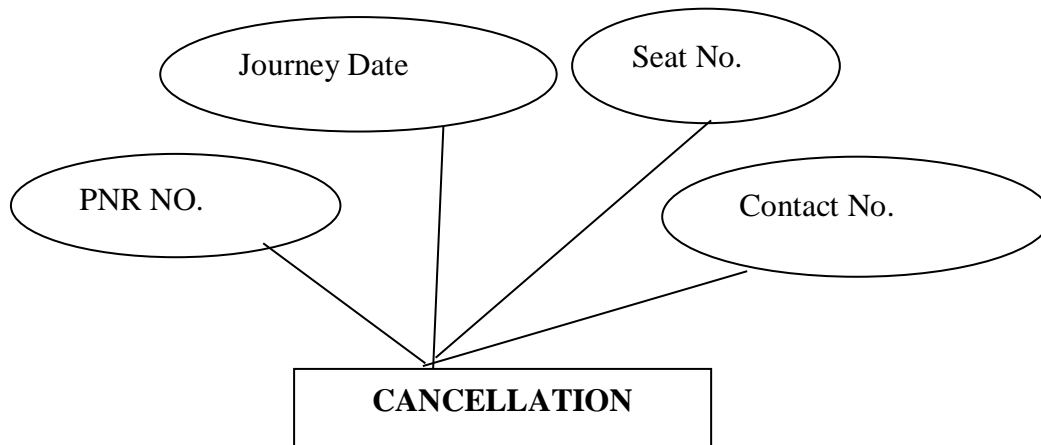 Journey Date
Seat No.
PNR NO.
Contact No.
CANCELLATION